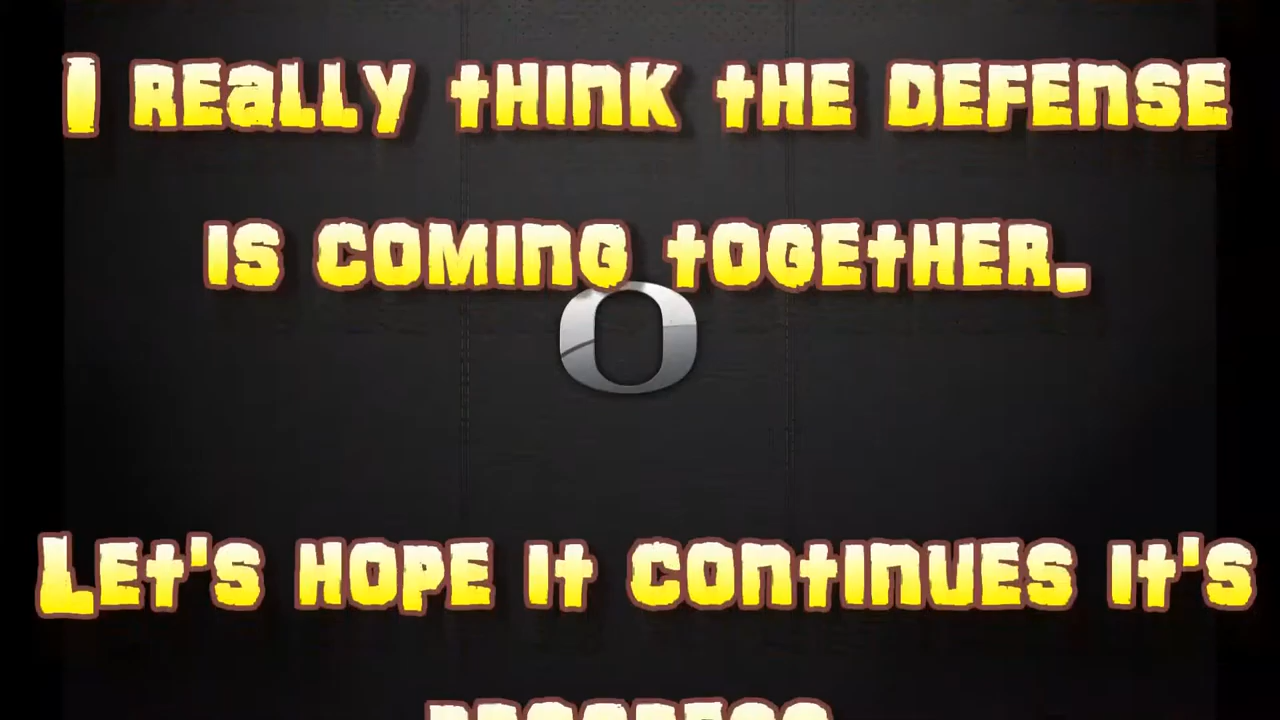 I really think the defense
is coming together.
O
Let's hope it continues it's